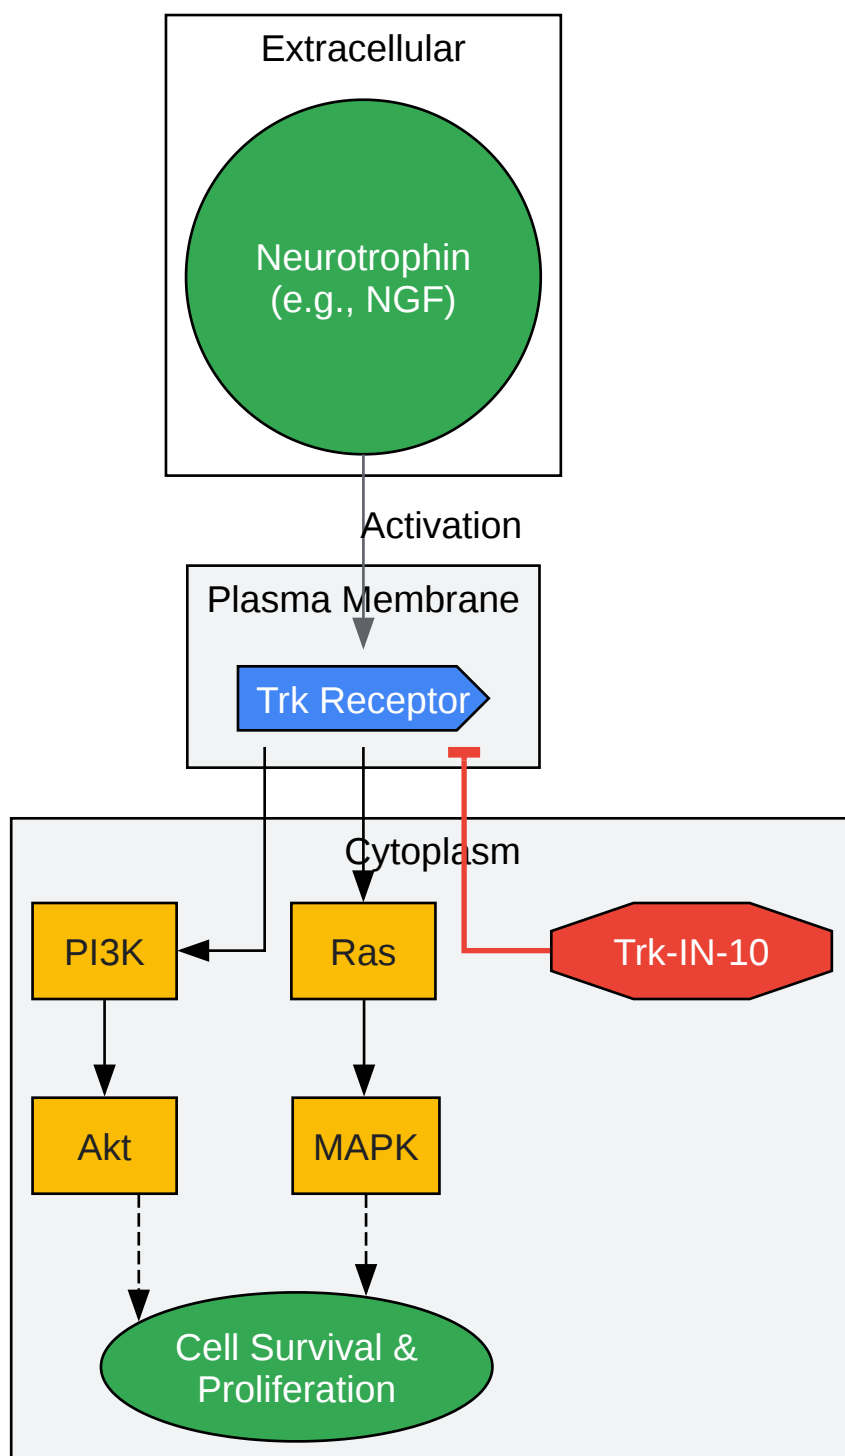 Extracellular
Neurotrophin
(e.g., NGF)
Activation
Plasma Membrane
Trk Receptor
Cytoplasm
PI3K
Ras
Trk-IN-10
Akt
MAPK
Cell Survival &
Proliferation